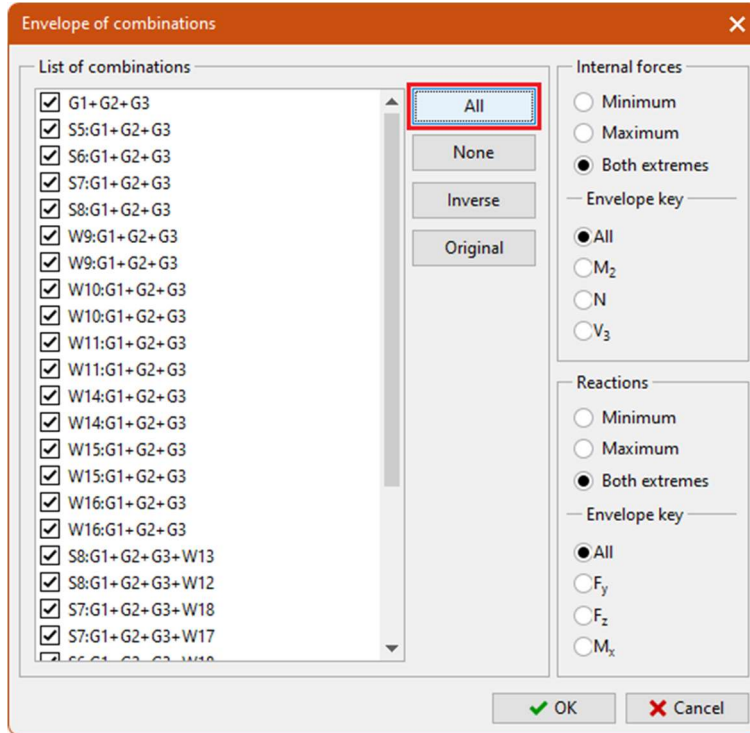 Envelope of combinations
List of combinations
G1+G2+G3
S5:G1+G2+G3
S6:G1+G2+G3
S7:G1+G2+G3
S8:G1+G2+G3
W9:G1+G2+G3
W9:G1+G2+G3
W10:G1+G2+G3
W10:G1+G2+G3
W11:G1+G2+G3
W11:G1+G2+G3
W14:G1+G2+G3
W14:G1+G2+G3
W15:G1+G2+G3
W15:G1+G2+G3
W16:G1+G2+G3
W16:G1+G2+G3
S8:G1+G2+G3+W13
S8:G1+G2+G3+W12
S7:G1+G2+G3+W18
S7:G1+G2+G3+W17
All
None
Inverse
Original
Internal forces
Minimum
Maximum
Both extremes
Envelope key
All
M₂
N
V₃
Reactions
Minimum
Maximum
Both extremes
Envelope key
All
Fy
Fz
Mx
OK
Cancel